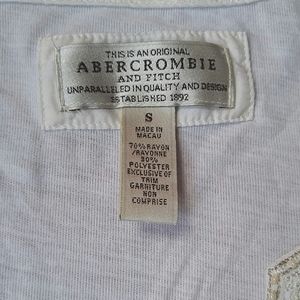 THIS IS AN ORIGINAL
ABERCROMBIE
AND FITCH
UNPARALLELED IN QUALITY AND DESIGN
ESTABLISHED 1892
S
MADE IN
MACAU
70% RAYON
/RAYONNE
30%
POLYESTER
EXCLUSIVE OF
TRIM
GARNITURE
NON
COMPRISE